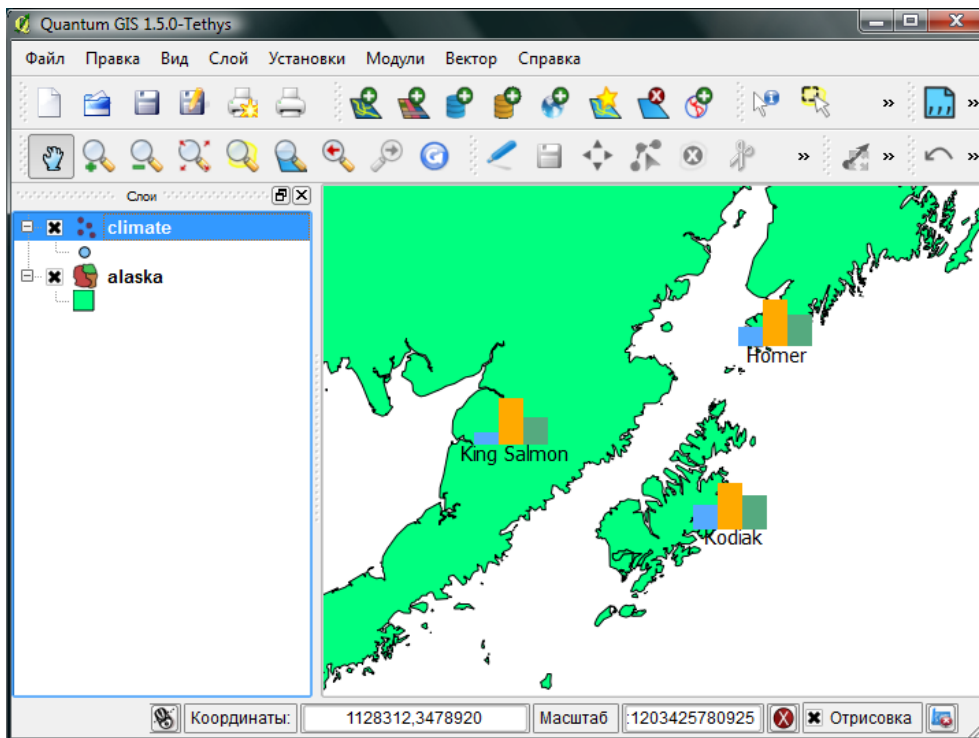 Quantum GIS 1.5.0-Tethys
Файл Правка Вид Слой Установки Модули Вектор Справка
Слои
climate
alaska
Homer
King Salmon
Kodiak
Координаты: 1128312,3478920 Масштаб :1203425780925 Отрисовка